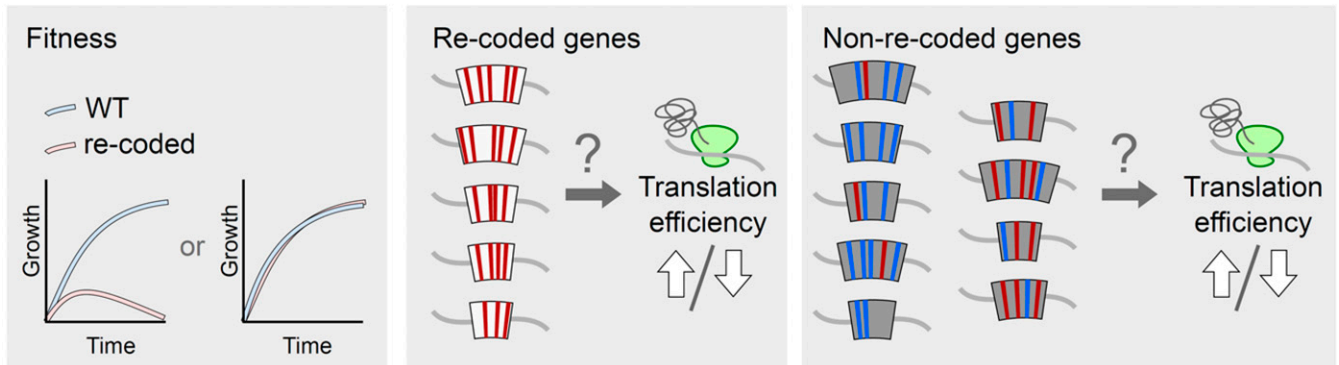 Fitness
WT
re-coded
Growth
Time
or
Growth
Time
Re-coded genes
?
Translation
efficiency
Non-re-coded genes
?
Translation
efficiency